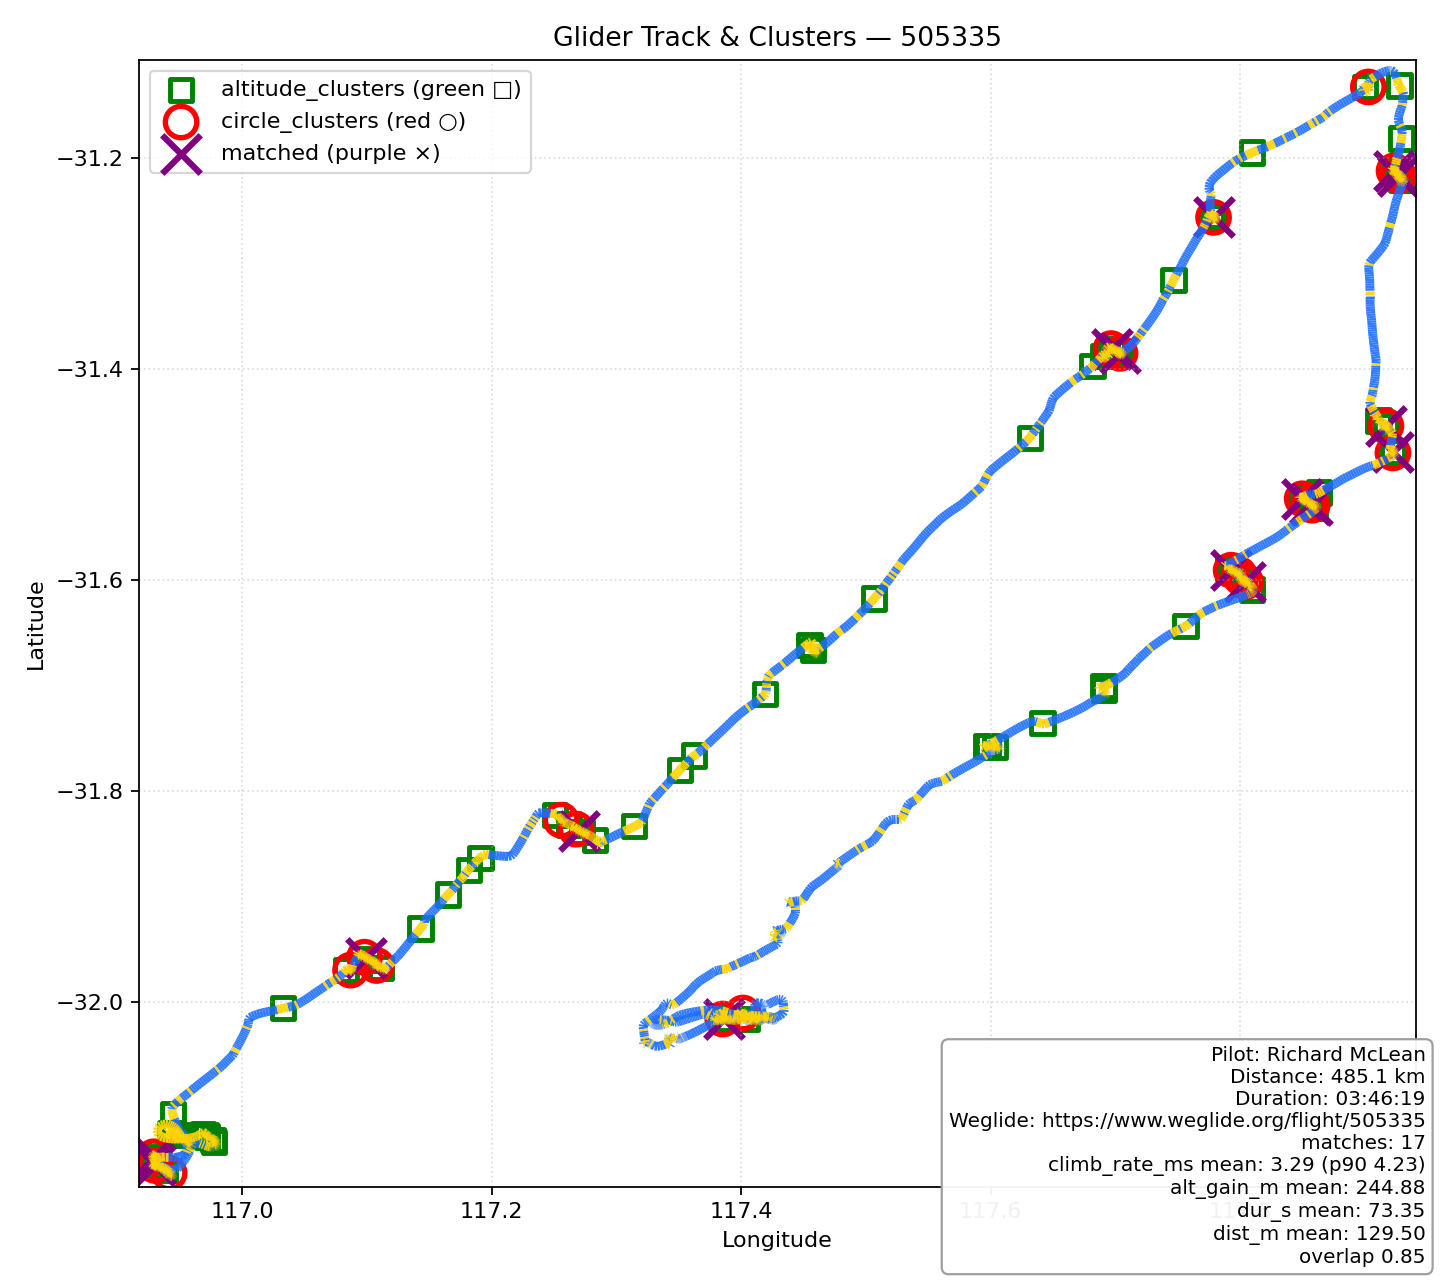 Glider Track & Clusters — 505335
altitude_clusters (green □)
circle_clusters (red ○)
matched (purple ×)
Latitude
−31.2
−31.4
−31.6
−31.8
−32.0
117.0
117.2
117.4
117.6
Longitude
Pilot: Richard McLean
Distance: 485.1 km
Duration: 03:46:19
Weglide: https://www.weglide.org/flight/505335
matches: 17
climb_rate_ms mean: 3.29 (p90 4.23)
alt_gain_m mean: 244.88
dur_s mean: 73.35
dist_m mean: 129.50
overlap 0.85